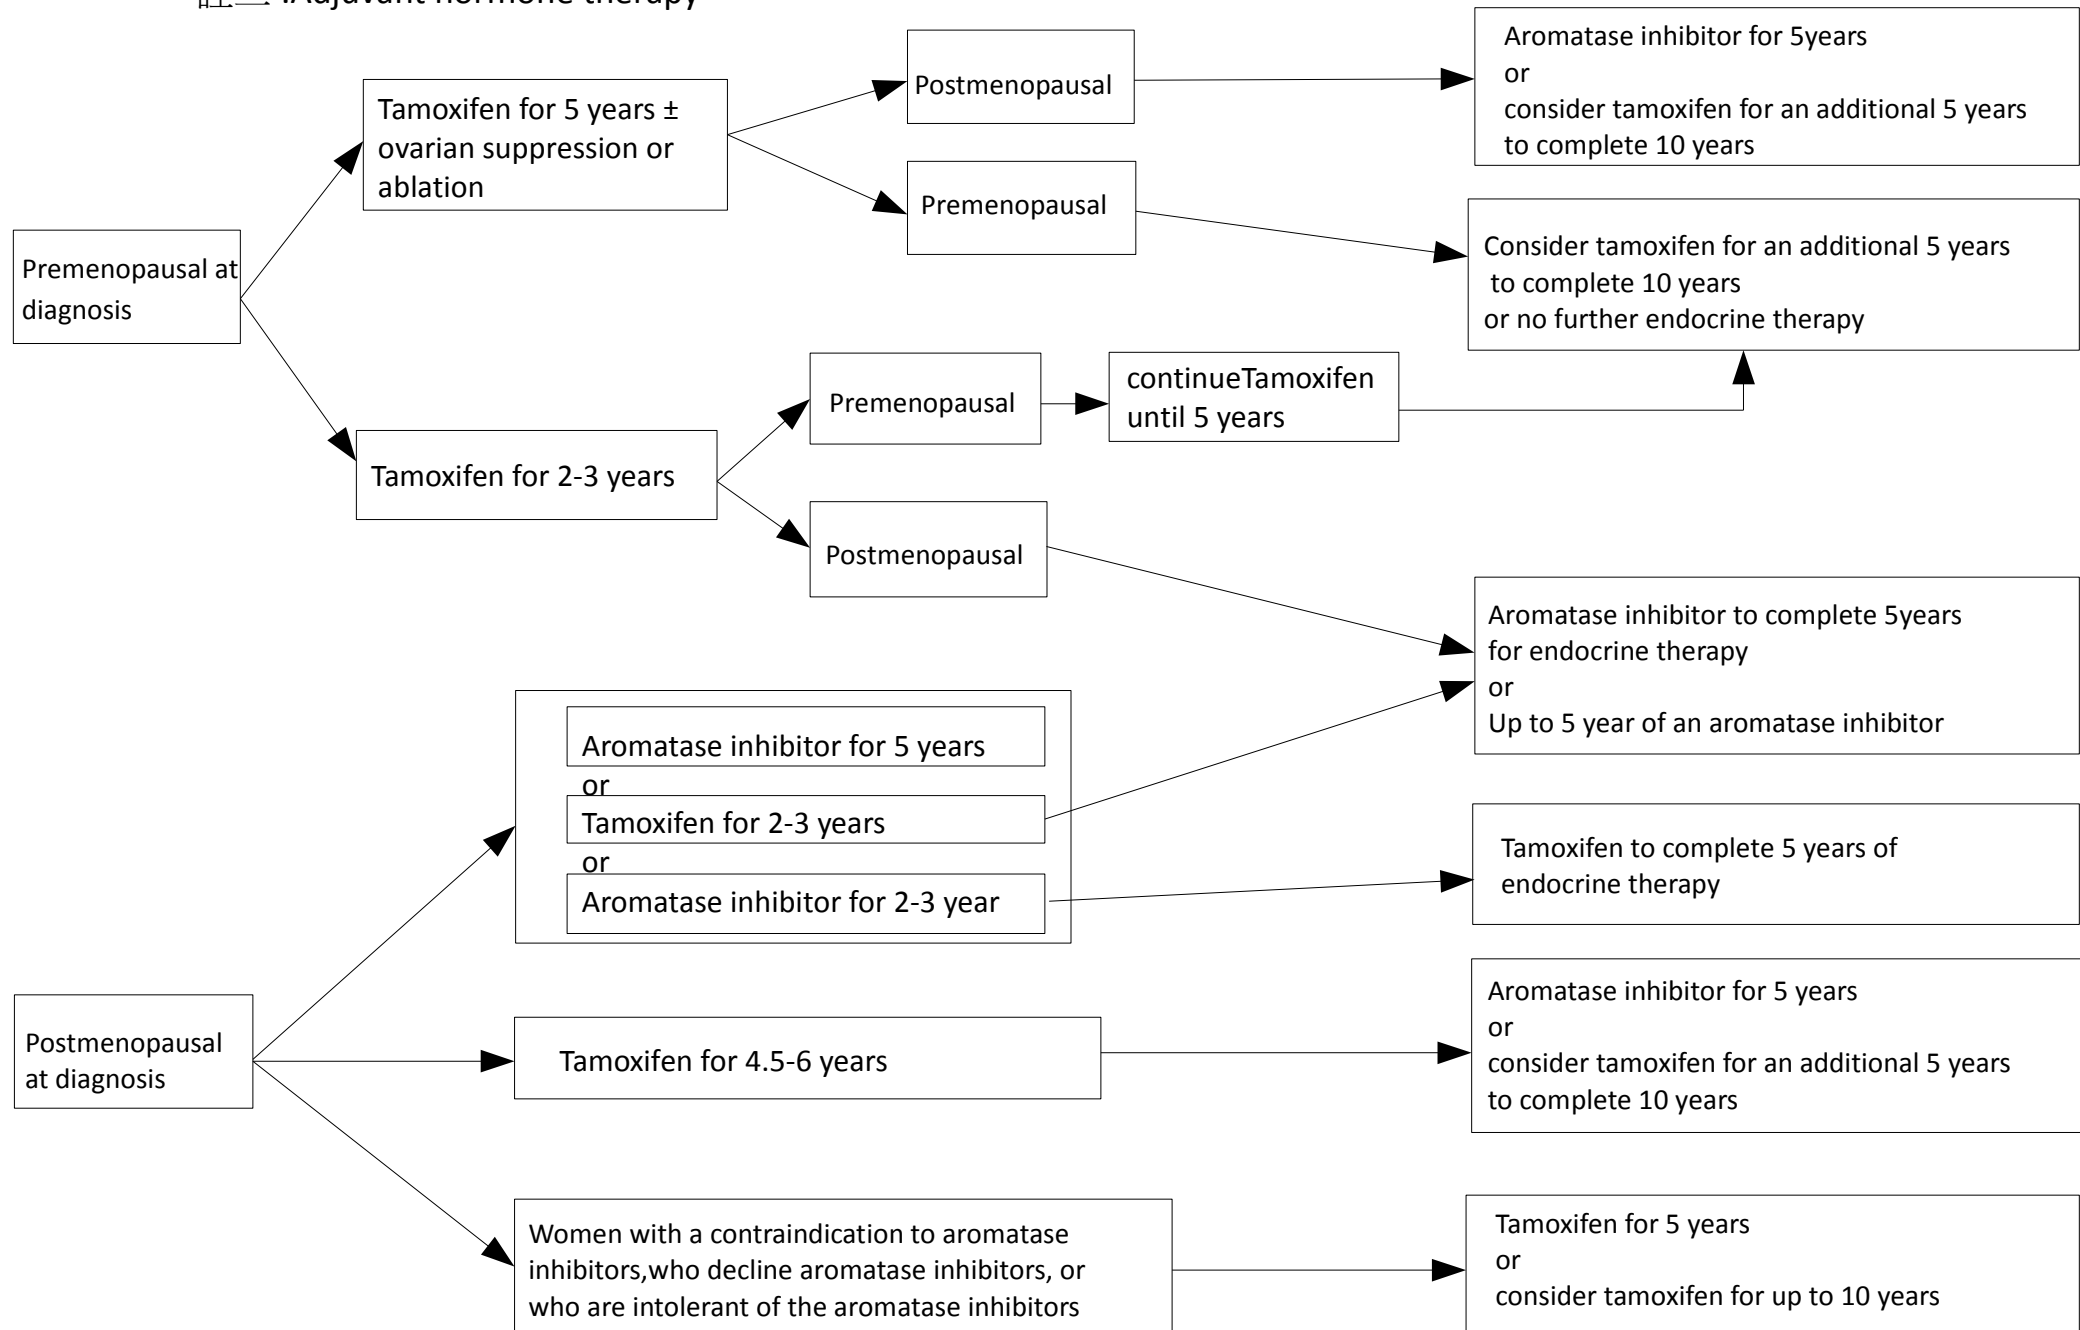 :Adjuvant hormone therapy
Premenopausal at
diagnosis
Tamoxifen for 5 years ±
ovarian suppression or
ablation
Postmenopausal
Aromatase inhibitor for 5years
or
consider tamoxifen for an additional 5 years
to complete 10 years
Premenopausal
Consider tamoxifen for an additional 5 years
to complete 10 years
or no further endocrine therapy
Tamoxifen for 2-3 years
Premenopausal
continueTamoxifen
until 5 years
Postmenopausal
Aromatase inhibitor to complete 5years
for endocrine therapy
or
Up to 5 year of an aromatase inhibitor
Postmenopausal
at diagnosis
Aromatase inhibitor for 5 years
or
Tamoxifen for 2-3 years
or
Aromatase inhibitor for 2-3 year
Tamoxifen to complete 5 years of
endocrine therapy
Tamoxifen for 4.5-6 years
Aromatase inhibitor for 5 years
or
consider tamoxifen for an additional 5 years
to complete 10 years
Women with a contraindication to aromatase
inhibitors,who decline aromatase inhibitors, or
who are intolerant of the aromatase inhibitors
Tamoxifen for 5 years
or
consider tamoxifen for up to 10 years